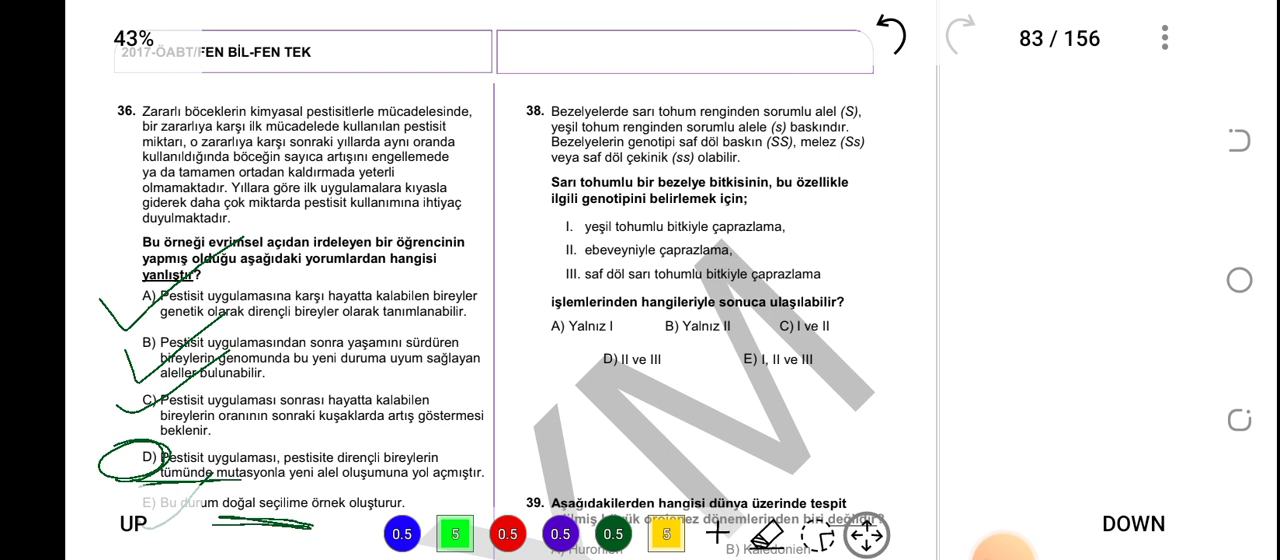 43%
83 / 156
2017-ÖABT/FEN BİL-FEN TEK
36. Zararlı böceklerin kimyasal pestisitlerle mücadelesinde,
bir zararlıya karşı ilk mücadelede kullanılan pestisit
miktarı, o zararlıya karşı sonraki yıllarda aynı oranda
kullanıldığında böceğin sayıca artışını engellemede
ya da tamamen ortadan kaldırmada yeterli
olmamaktadır. Yıllara göre ilk uygulamalara kıyasla
giderek daha çok miktarda pestisit kullanımına ihtiyaç
duyulmaktadır.
Bu örneği evrimsel açıdan irdeleyen bir öğrencinin
yapmış olduğu aşağıdaki yorumlardan hangisi
yanlıştır?
A) Pestisit uygulamasına karşı hayatta kalabilen bireyler
genetik olarak dirençli bireyler olarak tanımlanabilir.
B) Pestisit uygulamasından sonra yaşamını sürdüren
bireylerin genomunda bu yeni duruma uyum sağlayan
aleller bulunabilir.
C) Pestisit uygulaması sonrası hayatta kalabilen
bireylerin oranının sonraki kuşaklarda artış göstermesi
beklenir.
D) Pestisit uygulaması, pestisite dirençli bireylerin
tümünde mutasyonla yeni alel oluşumuna yol açmıştır.
E) Bu durum doğal seçilime örnek oluşturur.
38. Bezelyelerde sarı tohum renginden sorumlu alel (S),
yeşil tohum renginden sorumlu alele (s) baskındır.
Bezelyelerin genotipi saf döl baskın (SS), melez (Ss)
veya saf döl çekinik (ss) olabilir.
Sarı tohumlu bir bezelye bitkisinin, bu özellikle
ilgili genotipini belirlemek için;
I. yeşil tohumlu bitkiyle çaprazlama,
II. ebeveyniyle çaprazlama,
III. saf döl sarı tohumlu bitkiyle çaprazlama
işlemlerinden hangileriyle sonuca ulaşılabilir?
A) Yalnız I B) Yalnız II C) I ve II
D) II ve III E) I, II ve III
39. Aşağıdakilerden hangisi dünya üzerinde tespit
büyük orojenez dönemlerinden biri değildir?
A) Huronien B) Kaledonien
UP
0.5 5 0.5 0.5 0.5 5
DOWN